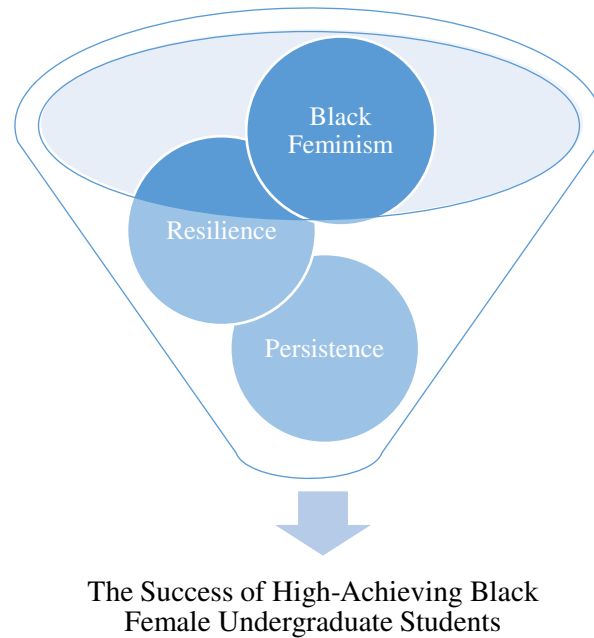 Black
Feminism
Resilience
Persistence
The Success of High-Achieving Black
Female Undergraduate Students